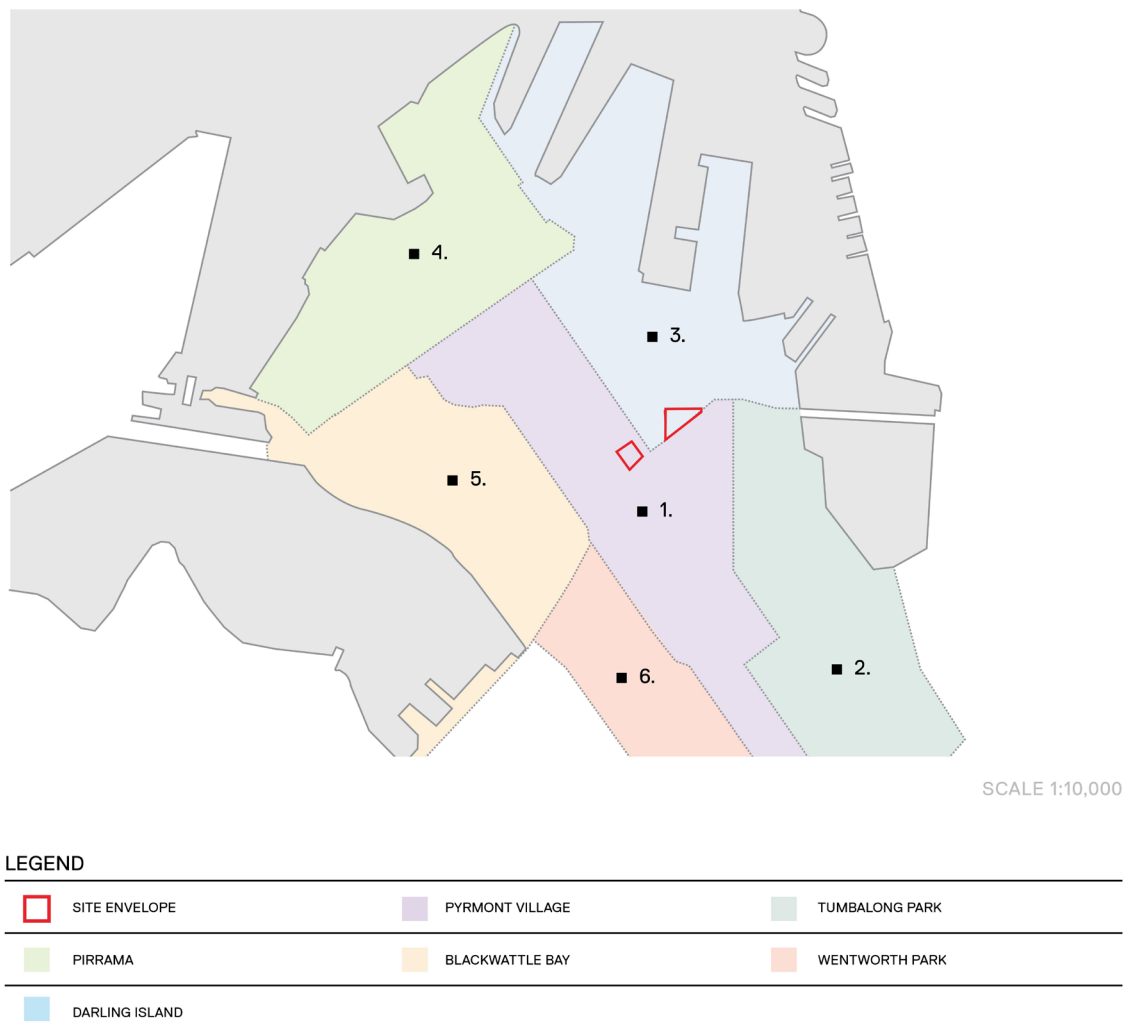 4.
3.
5.
1.
6.
2.
SCALE 1:10,000
LEGEND
SITE ENVELOPE
PYRMONT VILLAGE
TUMBALONG PARK
PIRRAMA
BLACKWATTLE BAY
WENTWORTH PARK
DARLING ISLAND